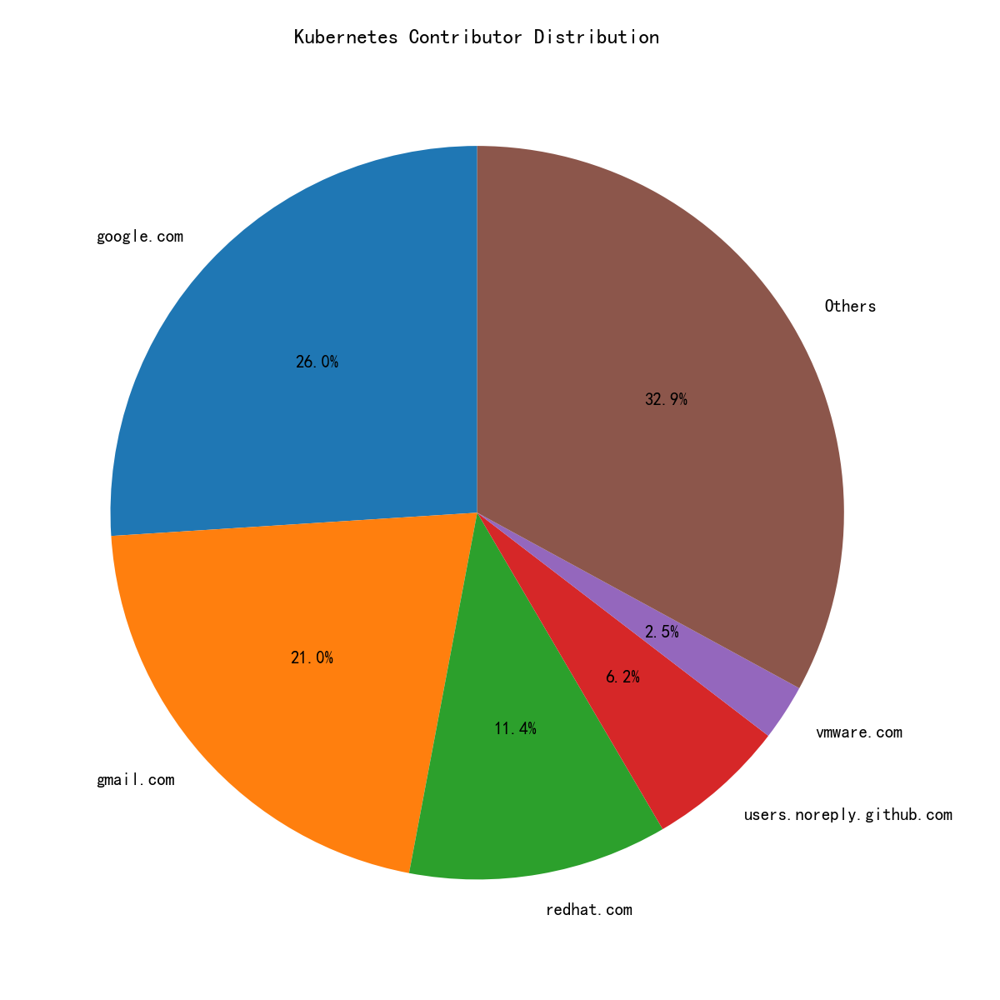 Kubernetes Contributor Distribution
google.com
Others
26.0%
32.9%
2.5%
21.0%
6.2%
11.4%
vmware.com
gmail.com
users.noreply.github.com
redhat.com